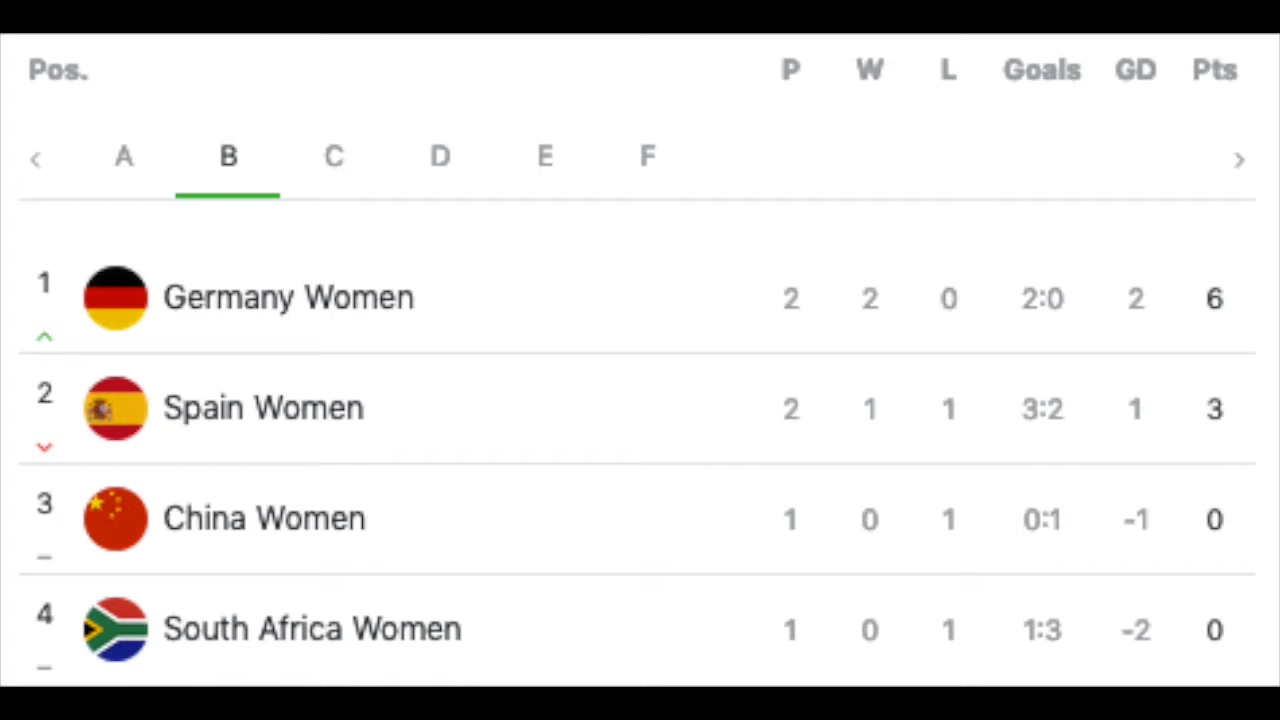 Pos. P W L Goals GD Pts
‹ A B C D E F ›
1 Germany Women 2 2 0 2:0 2 6
2 Spain Women 2 1 1 3:2 1 3
3 China Women 1 0 1 0:1 -1 0
4 South Africa Women 1 0 1 1:3 -2 0